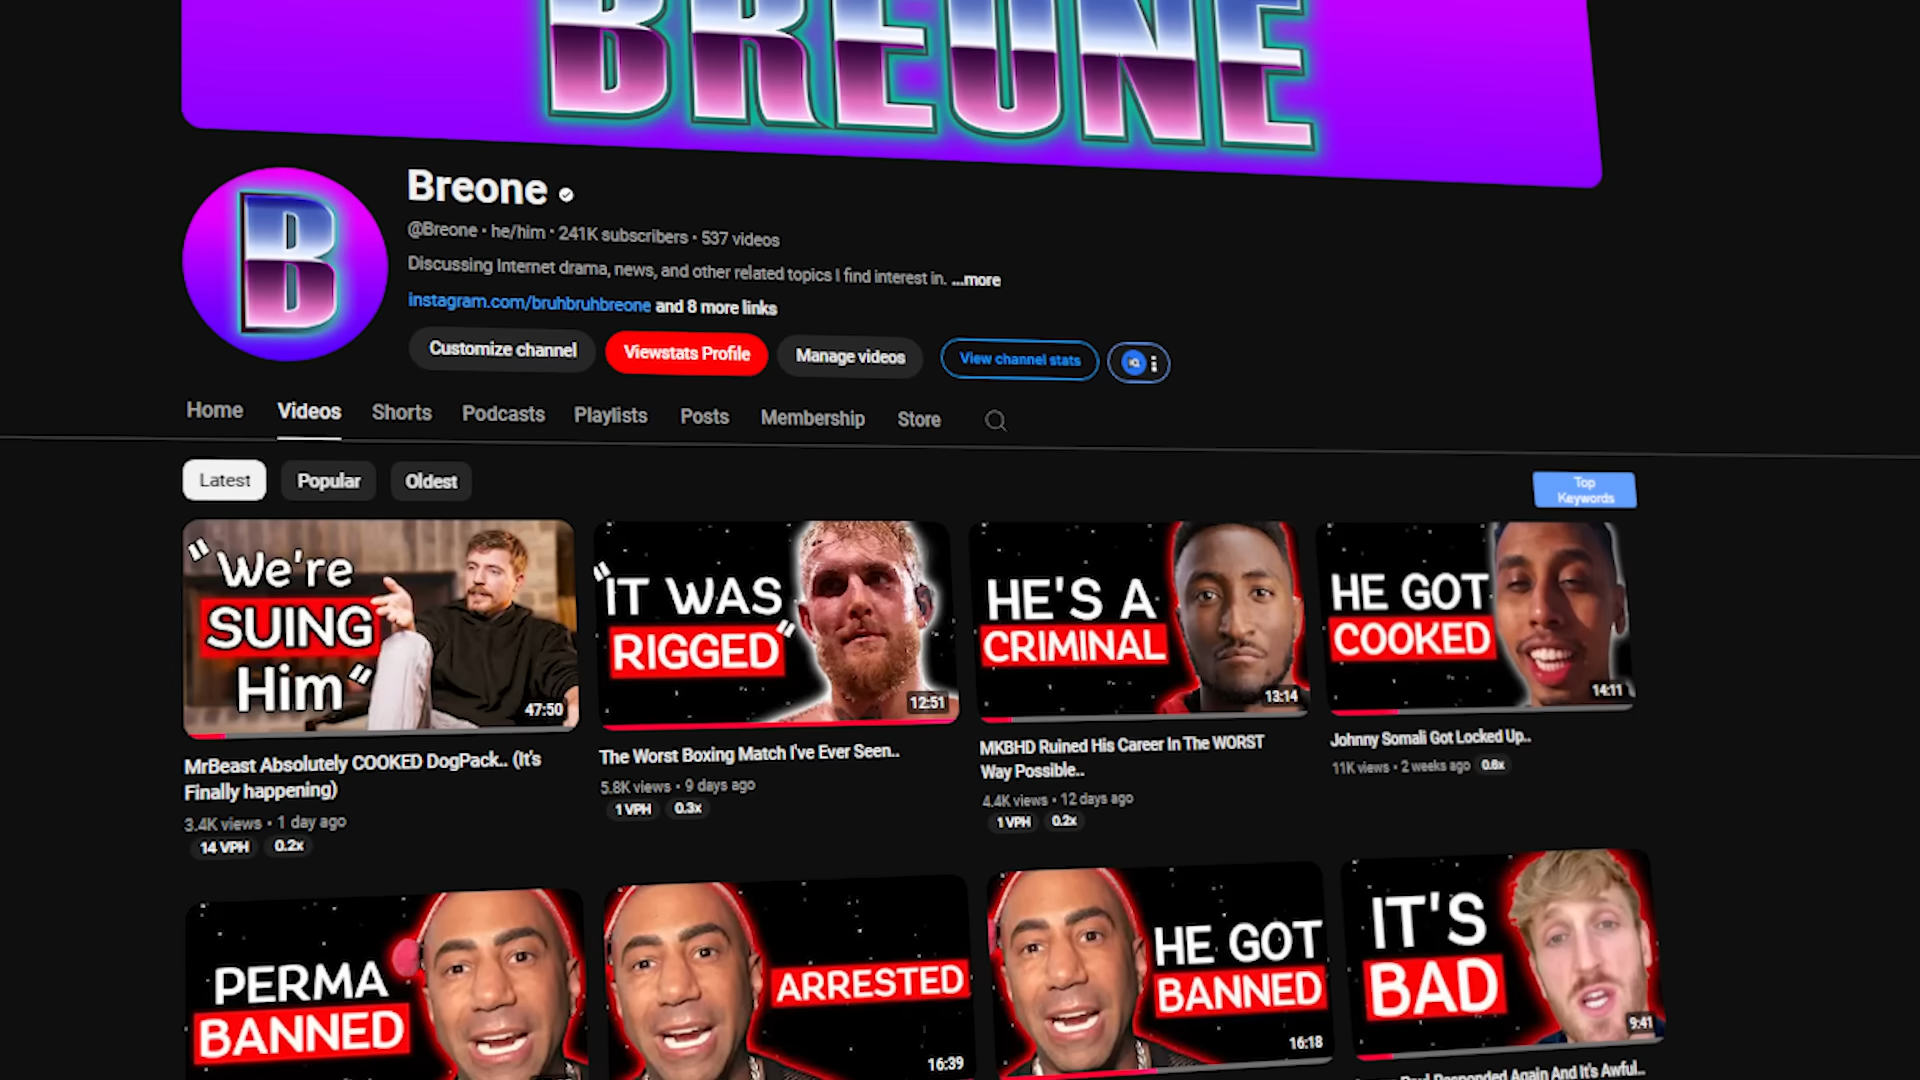 BREONE
B
Breone
@Breone • he/him • 241K subscribers • 537 videos
Discussing Internet drama, news, and other related topics I find interest in. ...more
instagram.com/bruhbruhbreone and 8 more links
Customize channel
Viewstats Profile
Manage videos
View channel stats
Home
Videos
Shorts
Podcasts
Playlists
Posts
Membership
Store
Latest
Popular
Oldest
Top
Keywords
"We're
SUING
Him"
47:50
"IT WAS
RIGGED"
12:51
HE'S A
CRIMINAL
13:14
HE GOT
COOKED
14:11
MrBeast Absolutely COOKED DogPack.. (It's
Finally happening)
3.4K views • 1 day ago
14 VPH 0.2x
The Worst Boxing Match I've Ever Seen..
5.8K views • 9 days ago
1 VPH 0.3x
MKBHD Ruined His Career In The WORST
Way Possible..
4.4K views • 12 days ago
1 VPH 0.2x
Johnny Somali Got Locked Up..
11K views • 2 weeks ago 0.6x
PERMA
BANNED
ARRESTED
16:39
HE GOT
BANNED
16:18
IT'S
BAD
9:41
Responded Again And It's Awful..